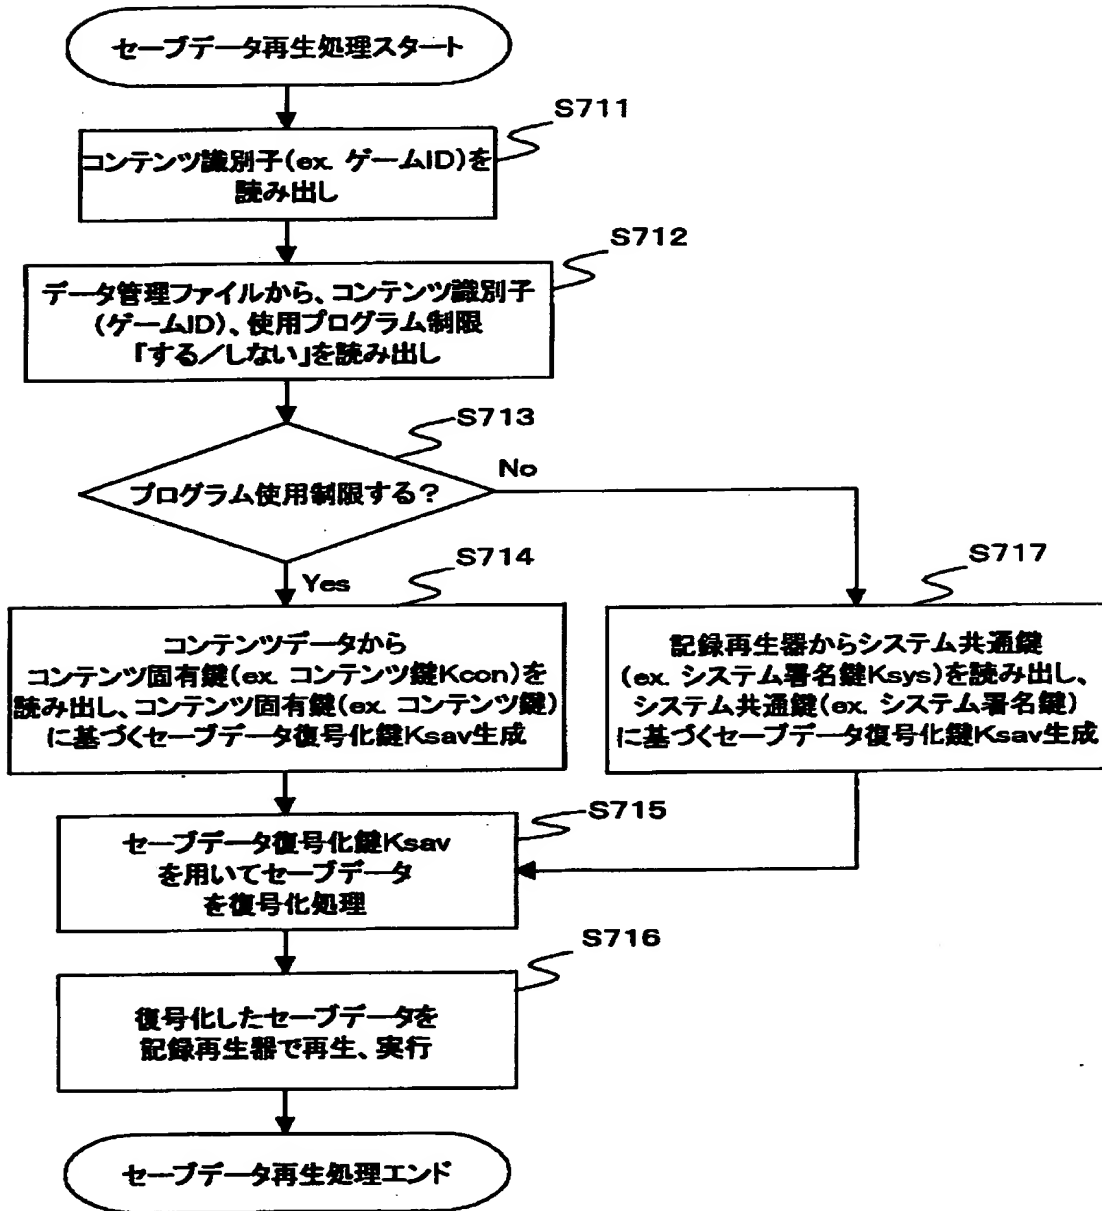 セーブデータ再生処理スタート
S711
コンテンツ識別子(ex. ゲームID)を
読み出し
S712
データ管理ファイルから、コンテンツ識別子
(ゲームID)、使用プログラム制限
「する/しない」を読み出し
S713
プログラム使用制限する?
No
Yes
S714
コンテンツデータから
コンテンツ固有鍵(ex. コンテンツ鍵Kcon)を
読み出し、コンテンツ固有鍵(ex. コンテンツ鍵)
に基づくセーブデータ復号化鍵Ksav生成
S717
記録再生器からシステム共通鍵
(ex. システム署名鍵Ksys)を読み出し、
システム共通鍵(ex. システム署名鍵)
に基づくセーブデータ復号化鍵Ksav生成
S715
セーブデータ復号化鍵Ksav
を用いてセーブデータ
を復号化処理
S716
復号化したセーブデータを
記録再生器で再生、実行
セーブデータ再生処理エンド